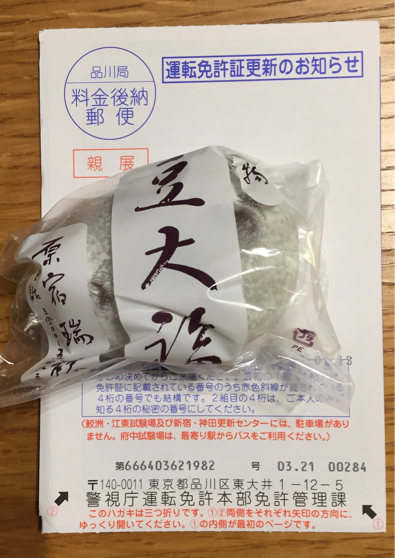 運転免許証更新のお知らせ
品川局
料金後納
郵便
親展
豆大福
PE
免許証に記載されている番号のうち赤色斜線が
4桁の番号でも結構です。2組目の4桁は、ご本人のみ
知る4桁の秘密の番号にしてください。
(鮫洲・江東試験場及び新宿・神田更新センターには、駐車場があ
りません。府中試験場は、最寄り駅からバスをご利用ください。)
第666403621982 号 03.21 00284
〒140-0011 東京都品川区東大井1-12-5
警視庁運転免許本部免許管理課
このハガキは三つ折りです。①②両側をそれぞれ矢印の方向に、
ゆっくり開いてください。①の内側が最初のページです。
②
①